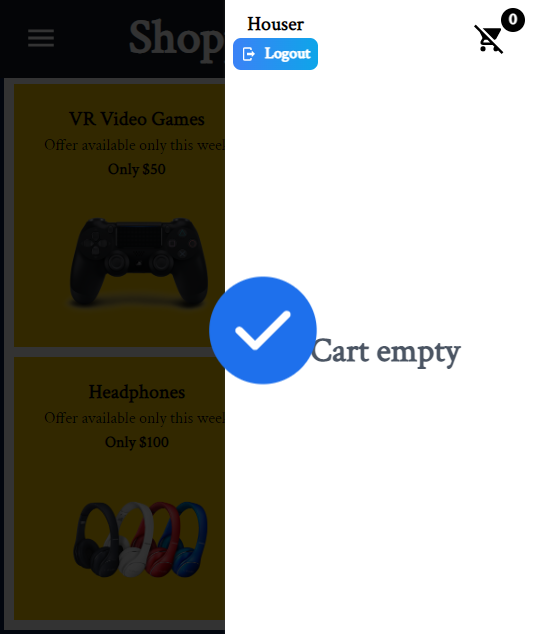 Shop
Houser
0
Logout
VR Video Games
Offer available only this week
Only $50
Cart empty
Headphones
Offer available only this week
Only $100